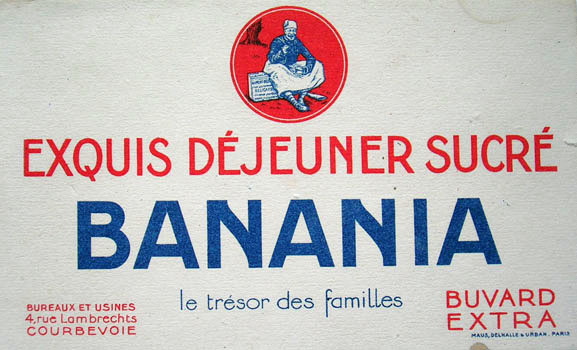 EXQUIS DÉJEUNER SUCRÉ
BANANIA
le trésor des familles
BUREAUX ET USINES
4, rue Lambrechts
COURBEVOIE
BUVARD
EXTRA
MAUS, DELHALLE & URBAN. PARIS